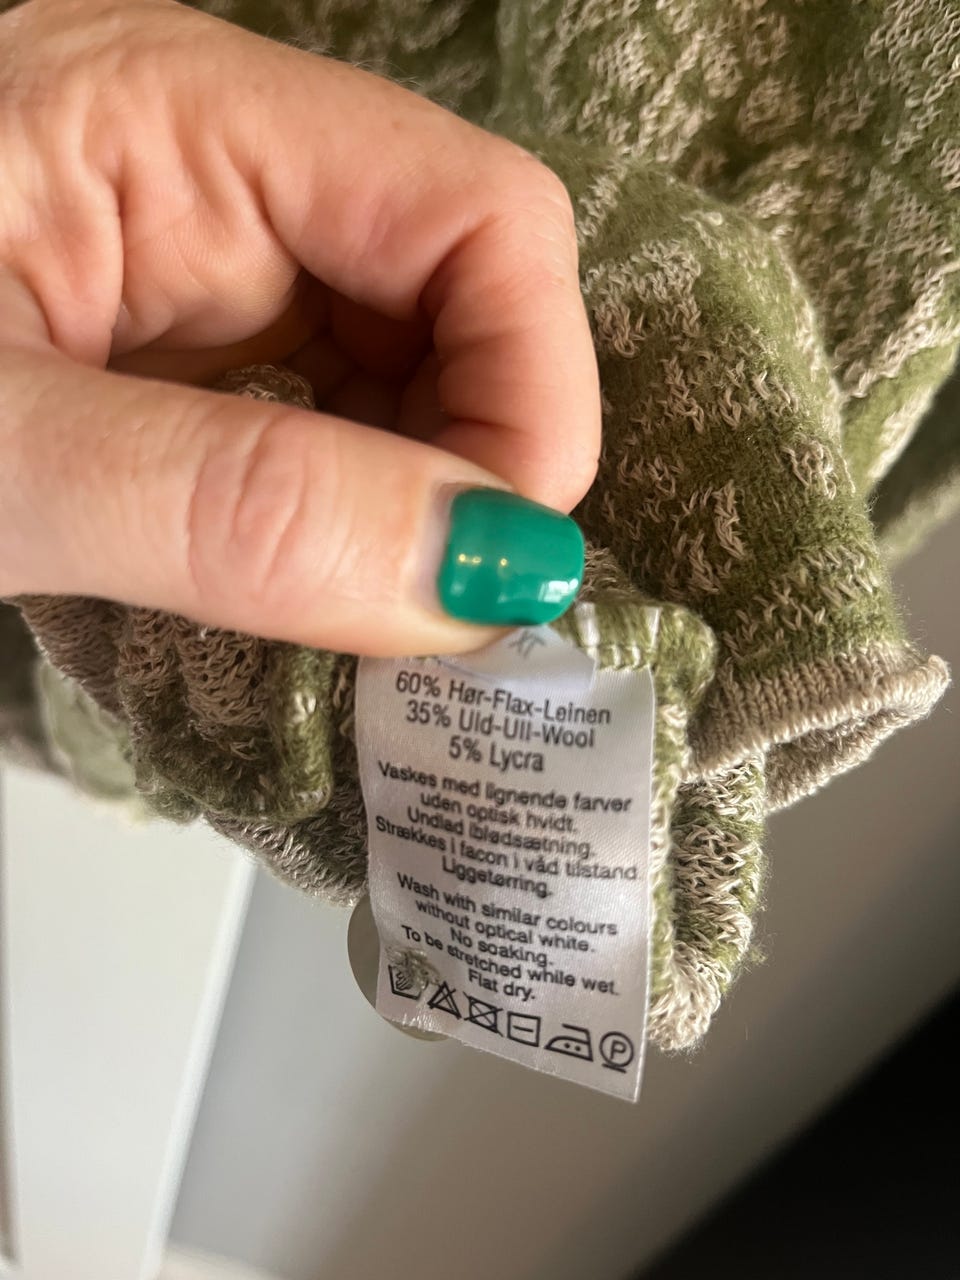 60% Hør-Flax-Leinen
35% Uld-Ull-Wool
5% Lycra
Vaskes med lignende farver
uden optisk hvidt.
Undlad iblødsætning.
Strækkes i facon i våd tilstand.
Liggetørring.
Wash with similar colours
without optical white.
No soaking.
To be stretched while wet.
Flat dry.
P